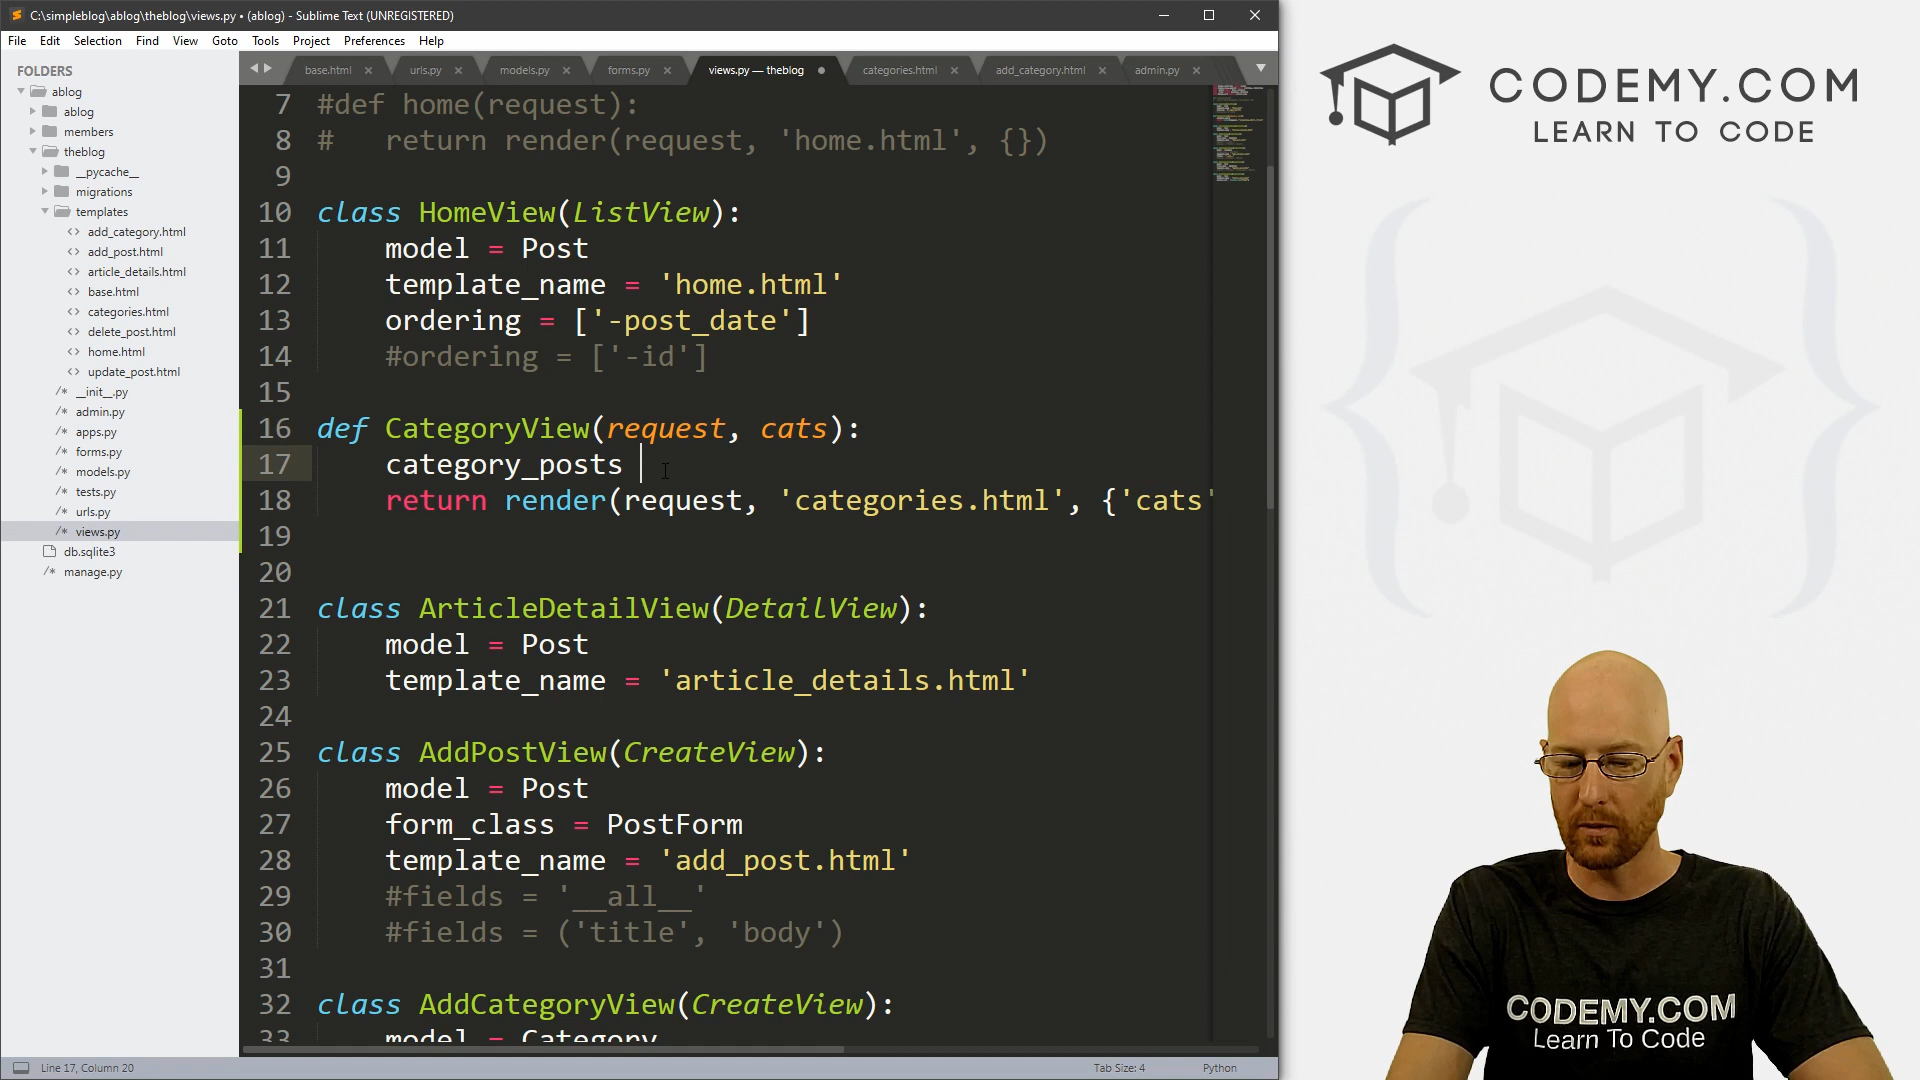 C:\simpleblog\ablog\theblog\views.py • (ablog) - Sublime Text (UNREGISTERED)
File Edit Selection Find View Goto Tools Project Preferences Help
FOLDERS
ablog
ablog
members
theblog
__pycache__
migrations
templates
add_category.html
add_post.html
article_details.html
base.html
categories.html
delete_post.html
home.html
update_post.html
__init__.py
admin.py
apps.py
forms.py
models.py
tests.py
urls.py
views.py
db.sqlite3
manage.py
base.html urls.py models.py forms.py views.py — theblog categories.html add_category.html admin.py
7 #def home(request):
8 #   return render(request, 'home.html', {})
9
10 class HomeView(ListView):
11     model = Post
12     template_name = 'home.html'
13     ordering = ['-post_date']
14     #ordering = ['-id']
15
16 def CategoryView(request, cats):
17     category_posts
18     return render(request, 'categories.html', {'cats'
19
20
21 class ArticleDetailView(DetailView):
22     model = Post
23     template_name = 'article_details.html'
24
25 class AddPostView(CreateView):
26     model = Post
27     form_class = PostForm
28     template_name = 'add_post.html'
29     #fields = '__all__'
30     #fields = ('title', 'body')
31
32 class AddCategoryView(CreateView):
33     model = Category
Line 17, Column 20 Tab Size: 4 Python
CODEMY.COM
LEARN TO CODE
CODEMY.COM
Learn To Code